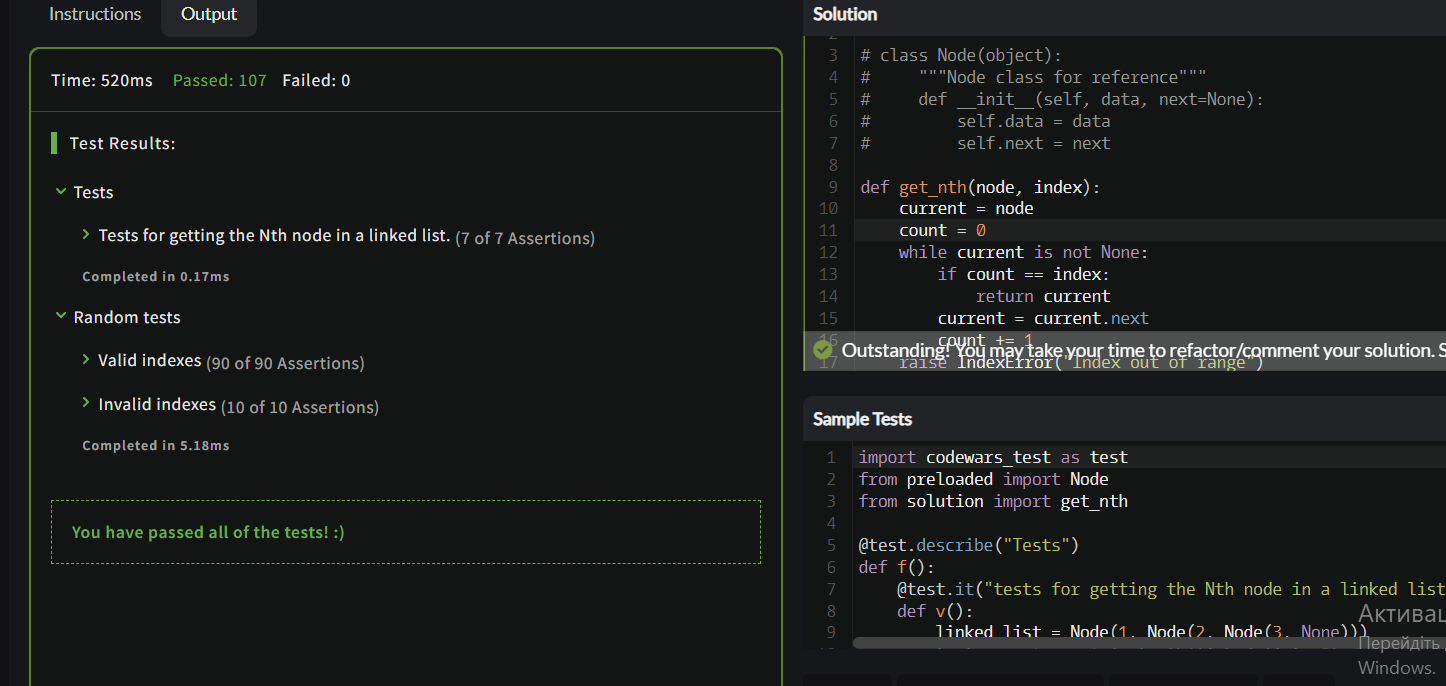 Instructions
Output
Time: 520ms Passed: 107 Failed: 0
Test Results:
Tests
Tests for getting the Nth node in a linked list. (7 of 7 Assertions)
Completed in 0.17ms
Random tests
Valid indexes (90 of 90 Assertions)
Invalid indexes (10 of 10 Assertions)
Completed in 5.18ms
You have passed all of the tests! :)
Solution
3 # class Node(object):
4 #     """Node class for reference"""
5 #     def __init__(self, data, next=None):
6 #         self.data = data
7 #         self.next = next
8
9 def get_nth(node, index):
10     current = node
11     count = 0
12     while current is not None:
13         if count == index:
14             return current
15         current = current.next
16         count += 1
Outstanding! You may take your time to refactor/comment your solution. S
17     raise IndexError("Index out of range")
Sample Tests
1 import codewars_test as test
2 from preloaded import Node
3 from solution import get_nth
4
5 @test.describe("Tests")
6 def f():
7     @test.it("tests for getting the Nth node in a linked list
8     def v():
9         linked_list = Node(1, Node(2, Node(3, None)))
Активац
Перейдіть
Windows.